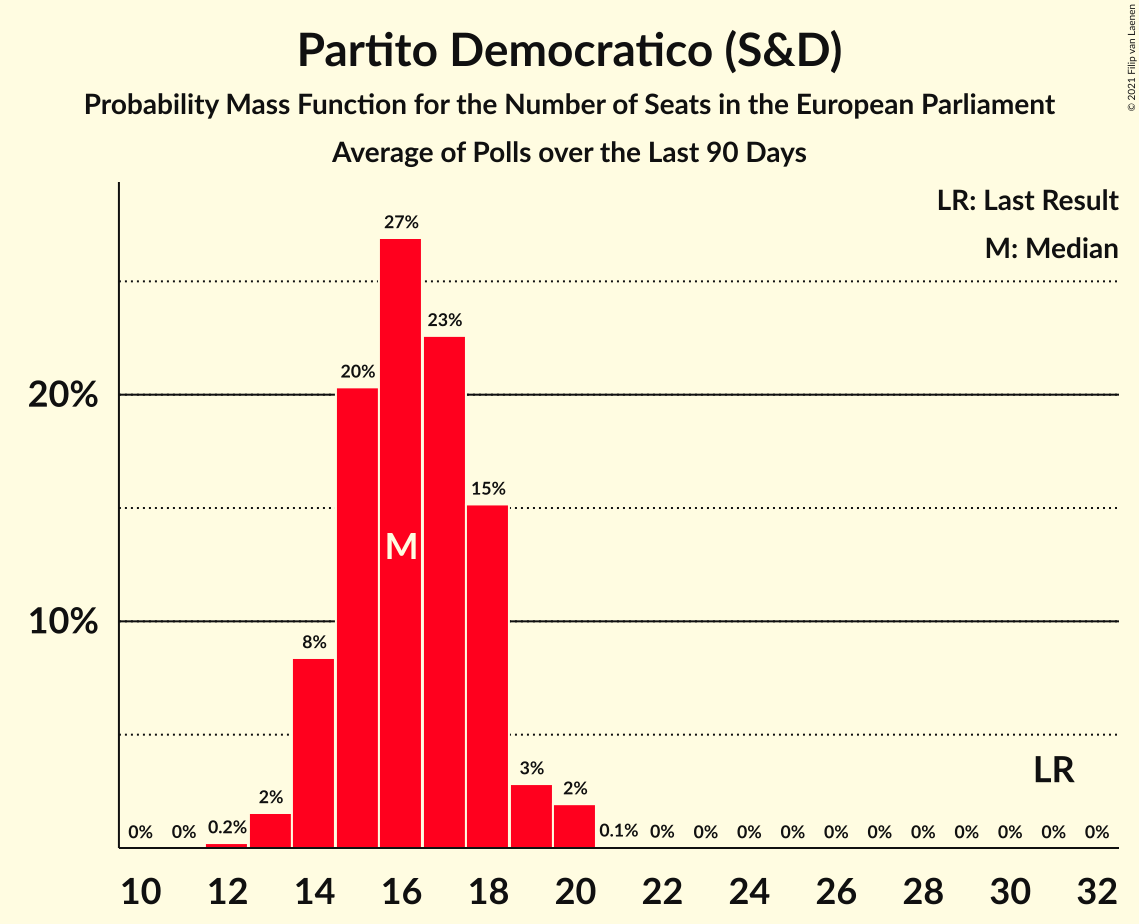 Partito Democratico (S&D)
Probability Mass Function for the Number of Seats in the European Parliament
Average of Polls over the Last 90 Days
© 2021 Filip van Laenen
LR: Last Result
M: Median
27%
23%
20%
20%
15%
M
10%
8%
LR
3%
2%
2%
0% 0% 0.2% 0.1% 0% 0% 0% 0% 0% 0% 0% 0% 0% 0% 0%
10 12 14 16 18 20 22 24 26 28 30 32